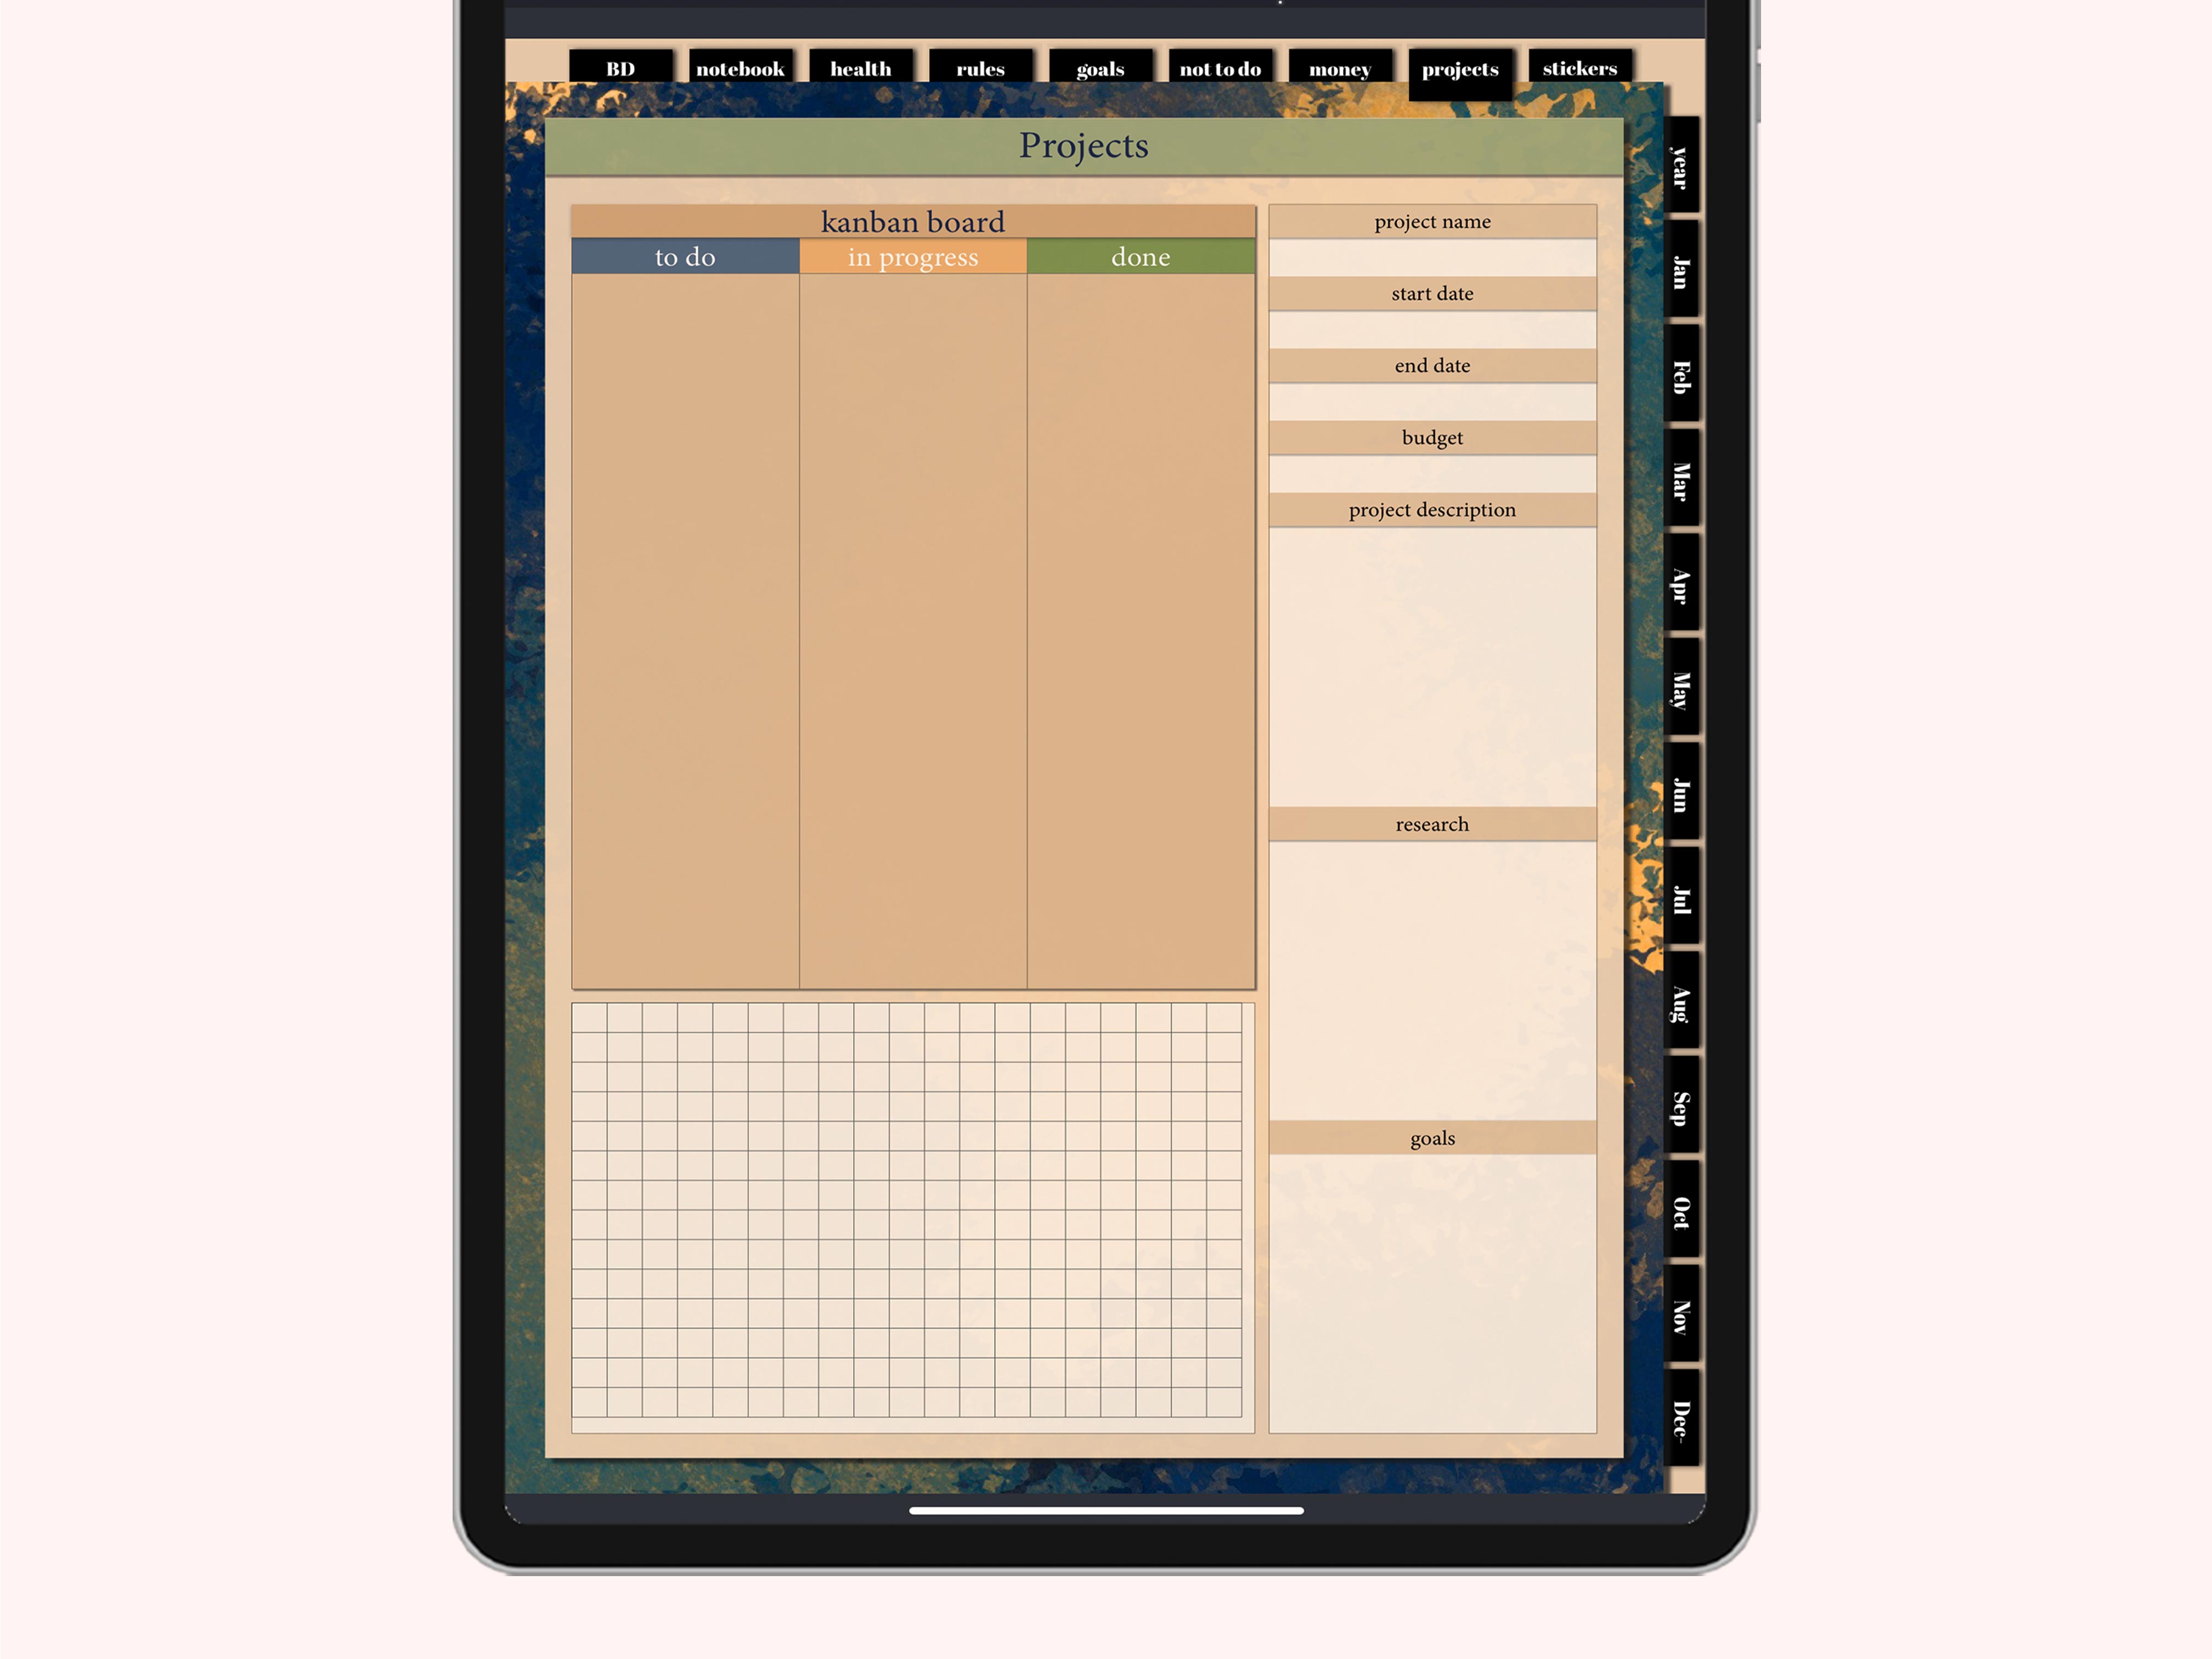 BD
notebook
health
rules
goals
not to do
money
projects
stickers
Projects
kanban board
to do
in progress
done
project name
start date
end date
budget
project description
research
goals
year
Jan
Feb
Mar
Apr
May
Jun
Jul
Aug
Sep
Oct
Nov
Dec-